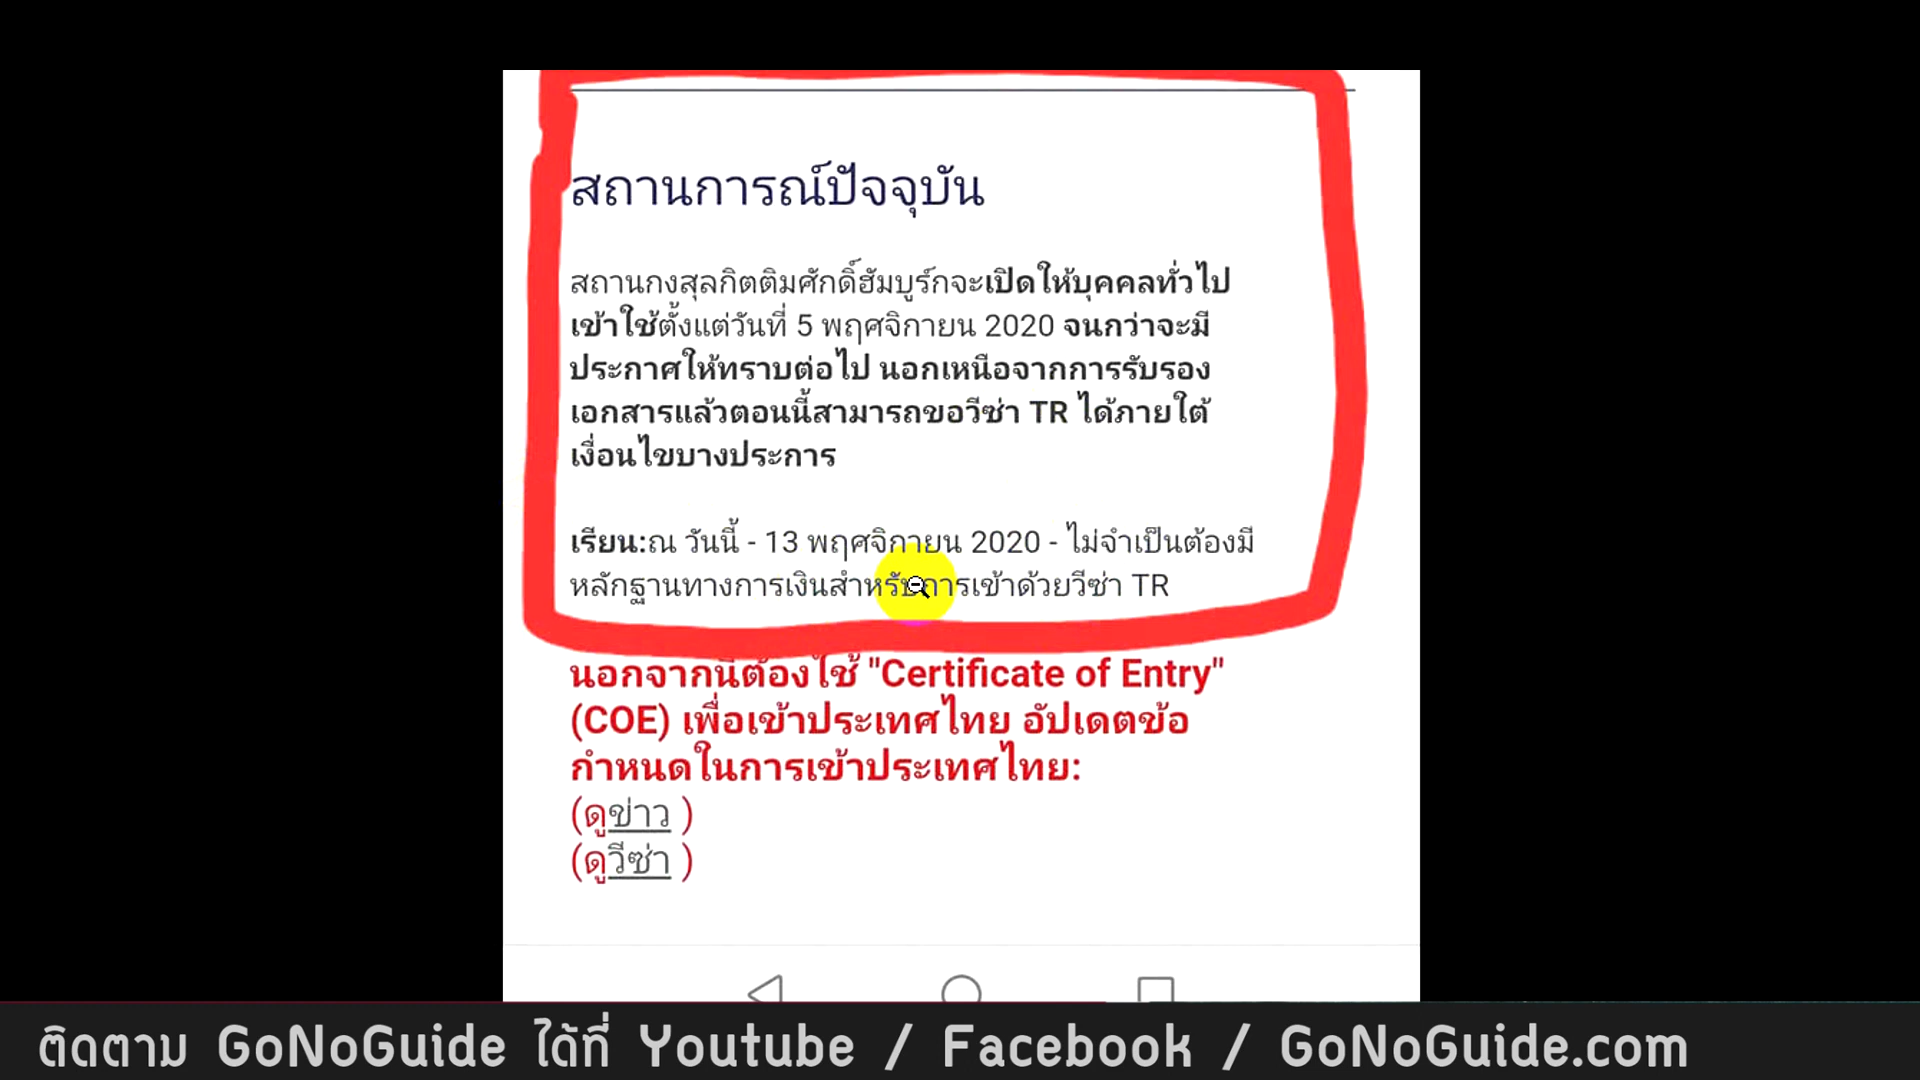 สถานการณ์ปัจจุบัน
สถานกงสุลกิตติมศักดิ์ฮัมบูร์กจะเปิดให้บุคคลทั่วไป
เข้าใช้ตั้งแต่วันที่ 5 พฤศจิกายน 2020 จนกว่าจะมี
ประกาศให้ทราบต่อไป นอกเหนือจากการรับรอง
เอกสารแล้วตอนนี้สามารถขอวีซ่า TR ได้ภายใต้
เงื่อนไขบางประการ
เรียน:ณ วันนี้ - 13 พฤศจิกายน 2020 - ไม่จำเป็นต้องมี
หลักฐานทางการเงินสำหรับการเข้าด้วยวีซ่า TR
นอกจากนี้ต้องใช้ "Certificate of Entry"
(COE) เพื่อเข้าประเทศไทย อัปเดตข้อ
กำหนดในการเข้าประเทศไทย:
(ดูข่าว )
(ดูวีซ่า )
ติดตาม GoNoGuide ได้ที่ Youtube / Facebook / GoNoGuide.com